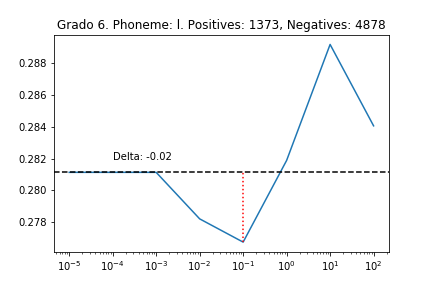 Grado 6. Phoneme: l. Positives: 1373, Negatives: 4878
0.288
0.286
0.284
0.282
0.280
0.278
Delta: -0.02
10⁻⁵ 10⁻⁴ 10⁻³ 10⁻² 10⁻¹ 10⁰ 10¹ 10²